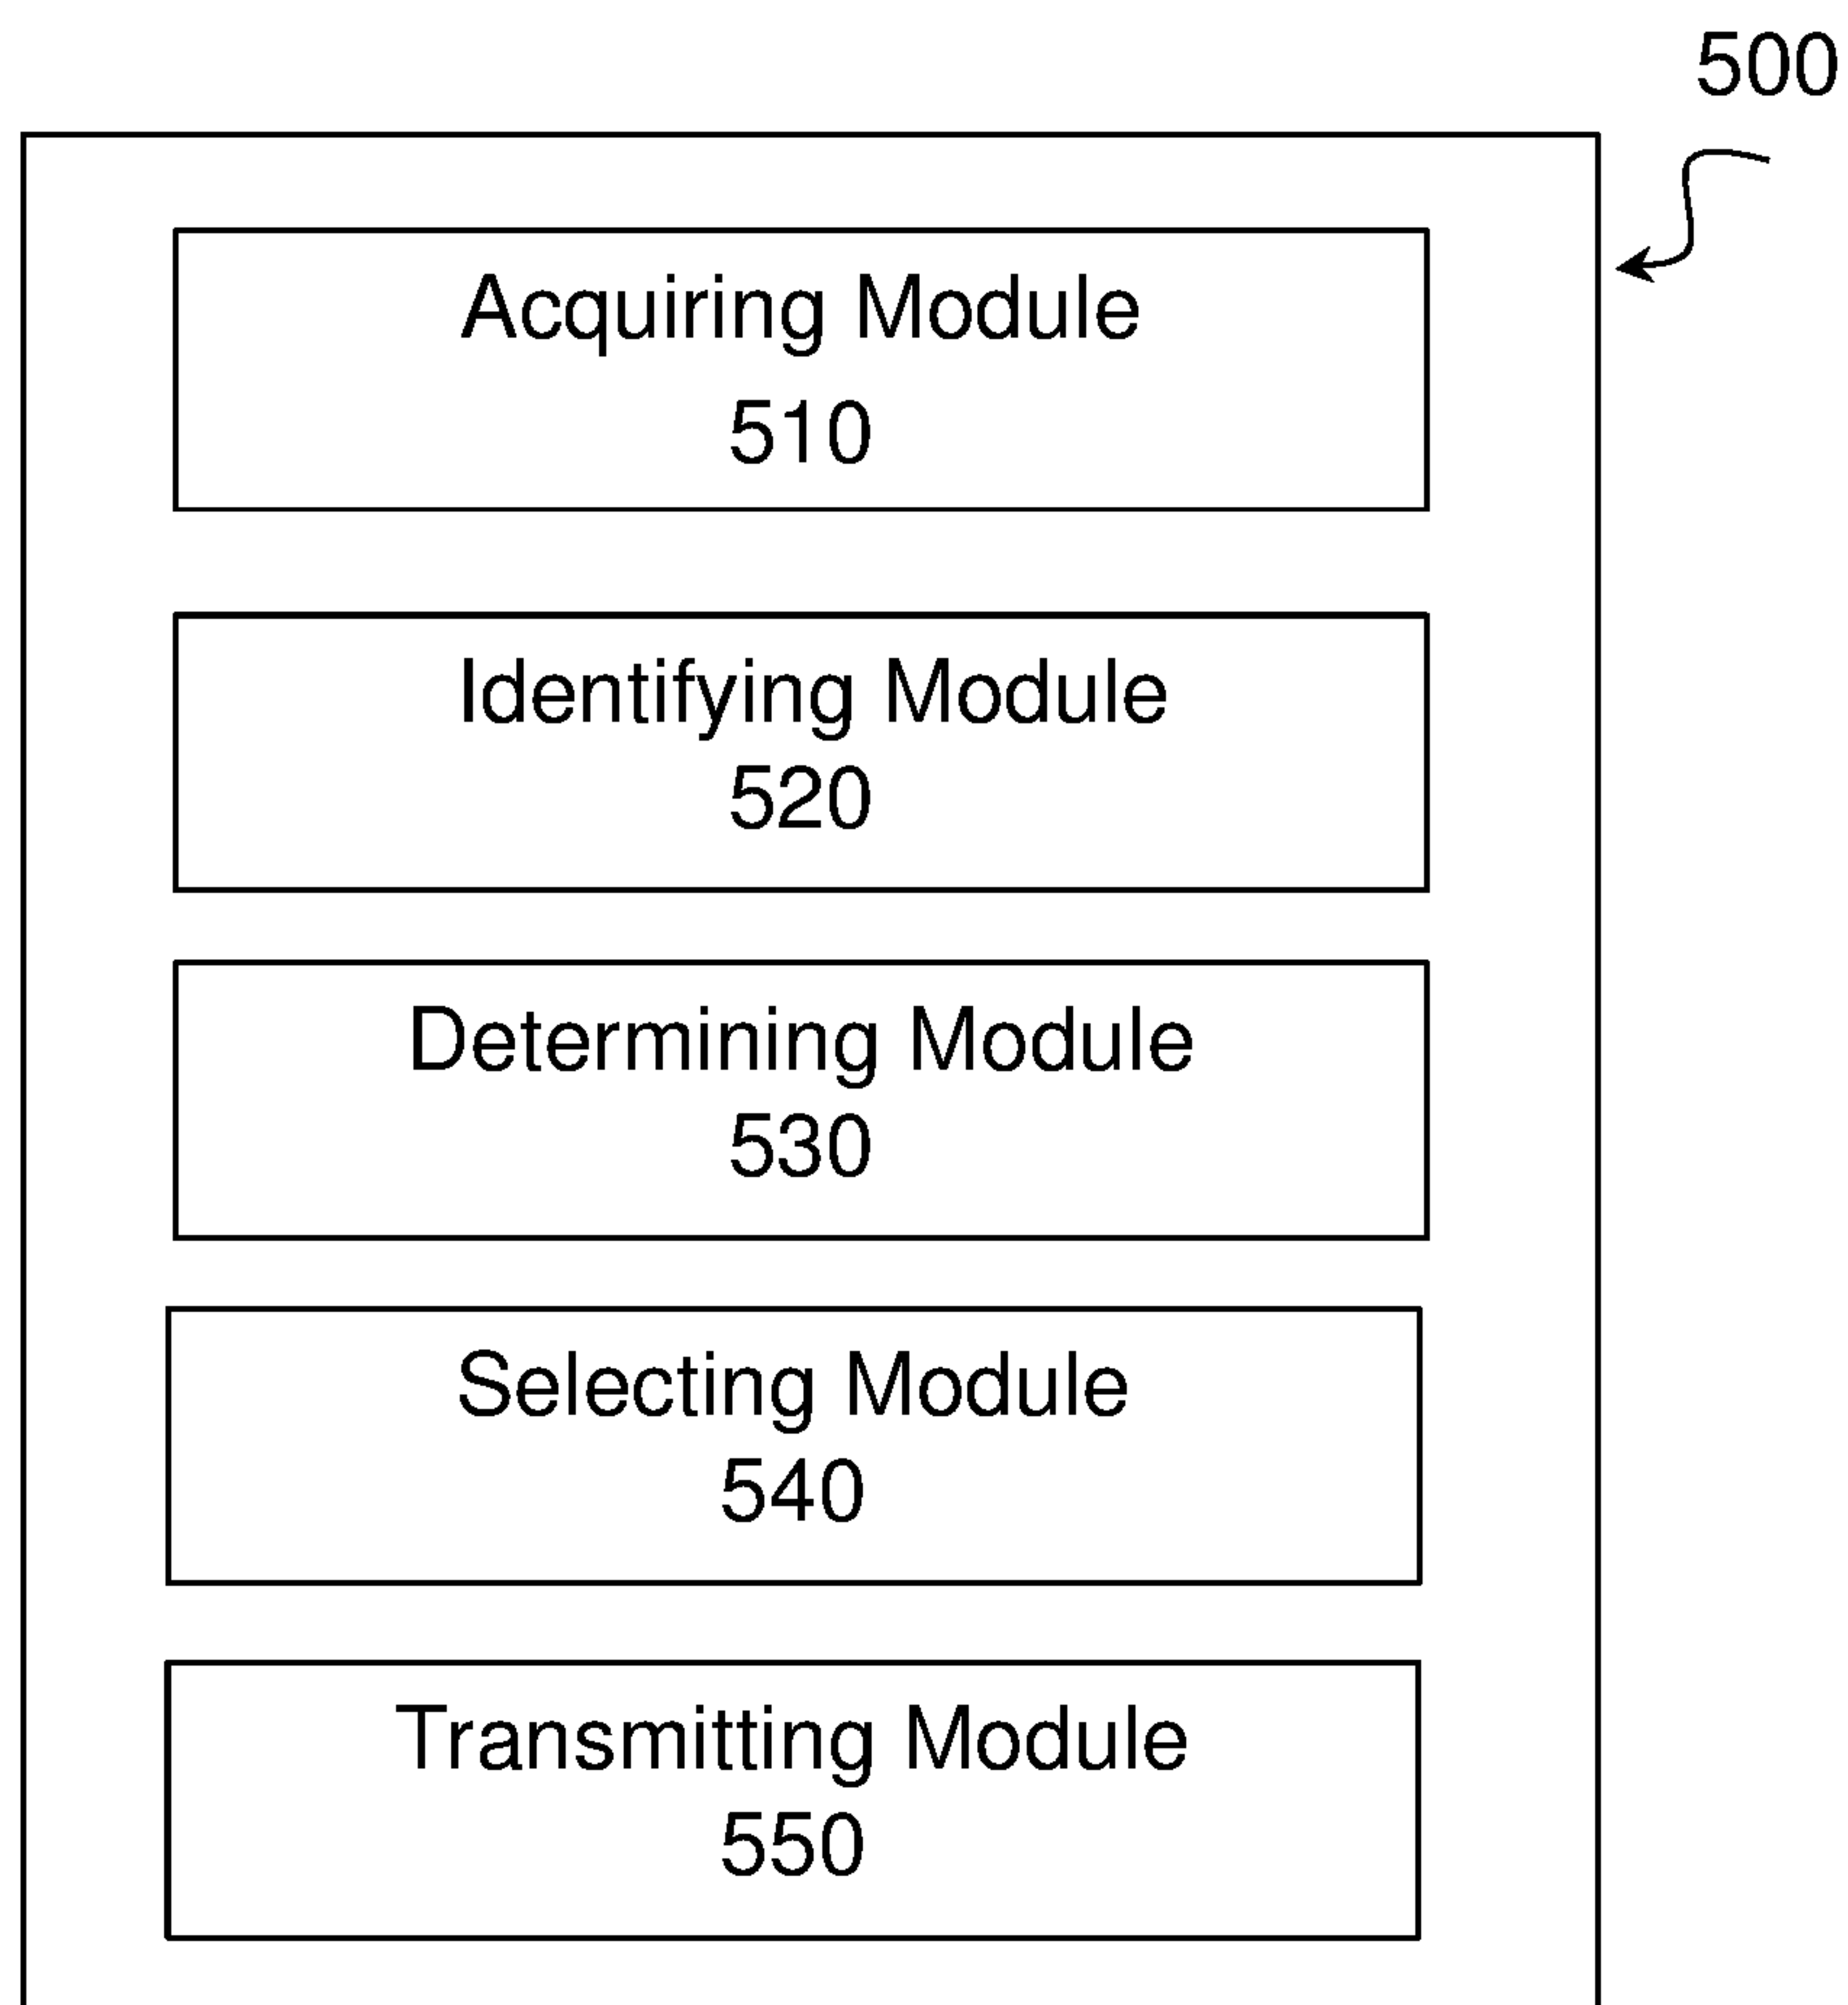 500
Acquiring Module
510
Identifying Module
520
Determining Module
530
Selecting Module
540
Transmitting Module
550